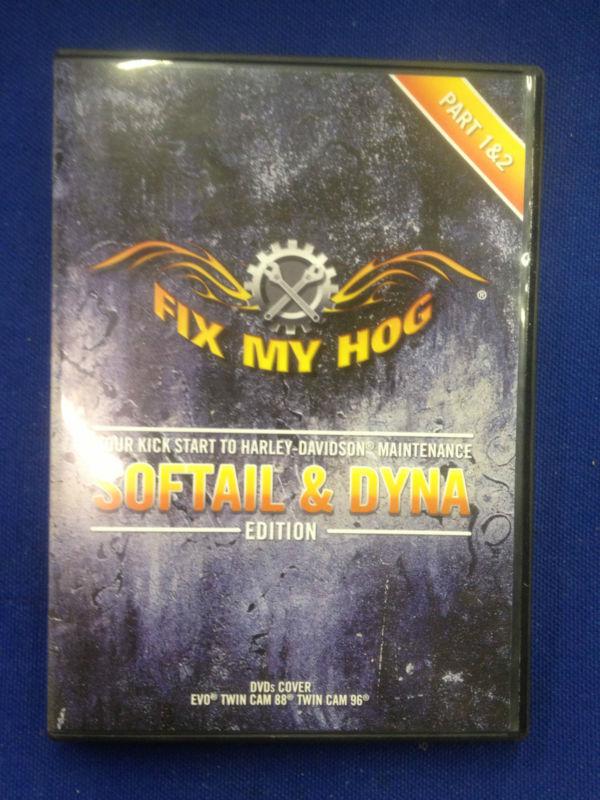 PART 1&2
FIX MY HOG®
YOUR KICK START TO HARLEY-DAVIDSON® MAINTENANCE
SOFTAIL & DYNA
EDITION
DVDs COVER
EVO® TWIN CAM 88® TWIN CAM 96®